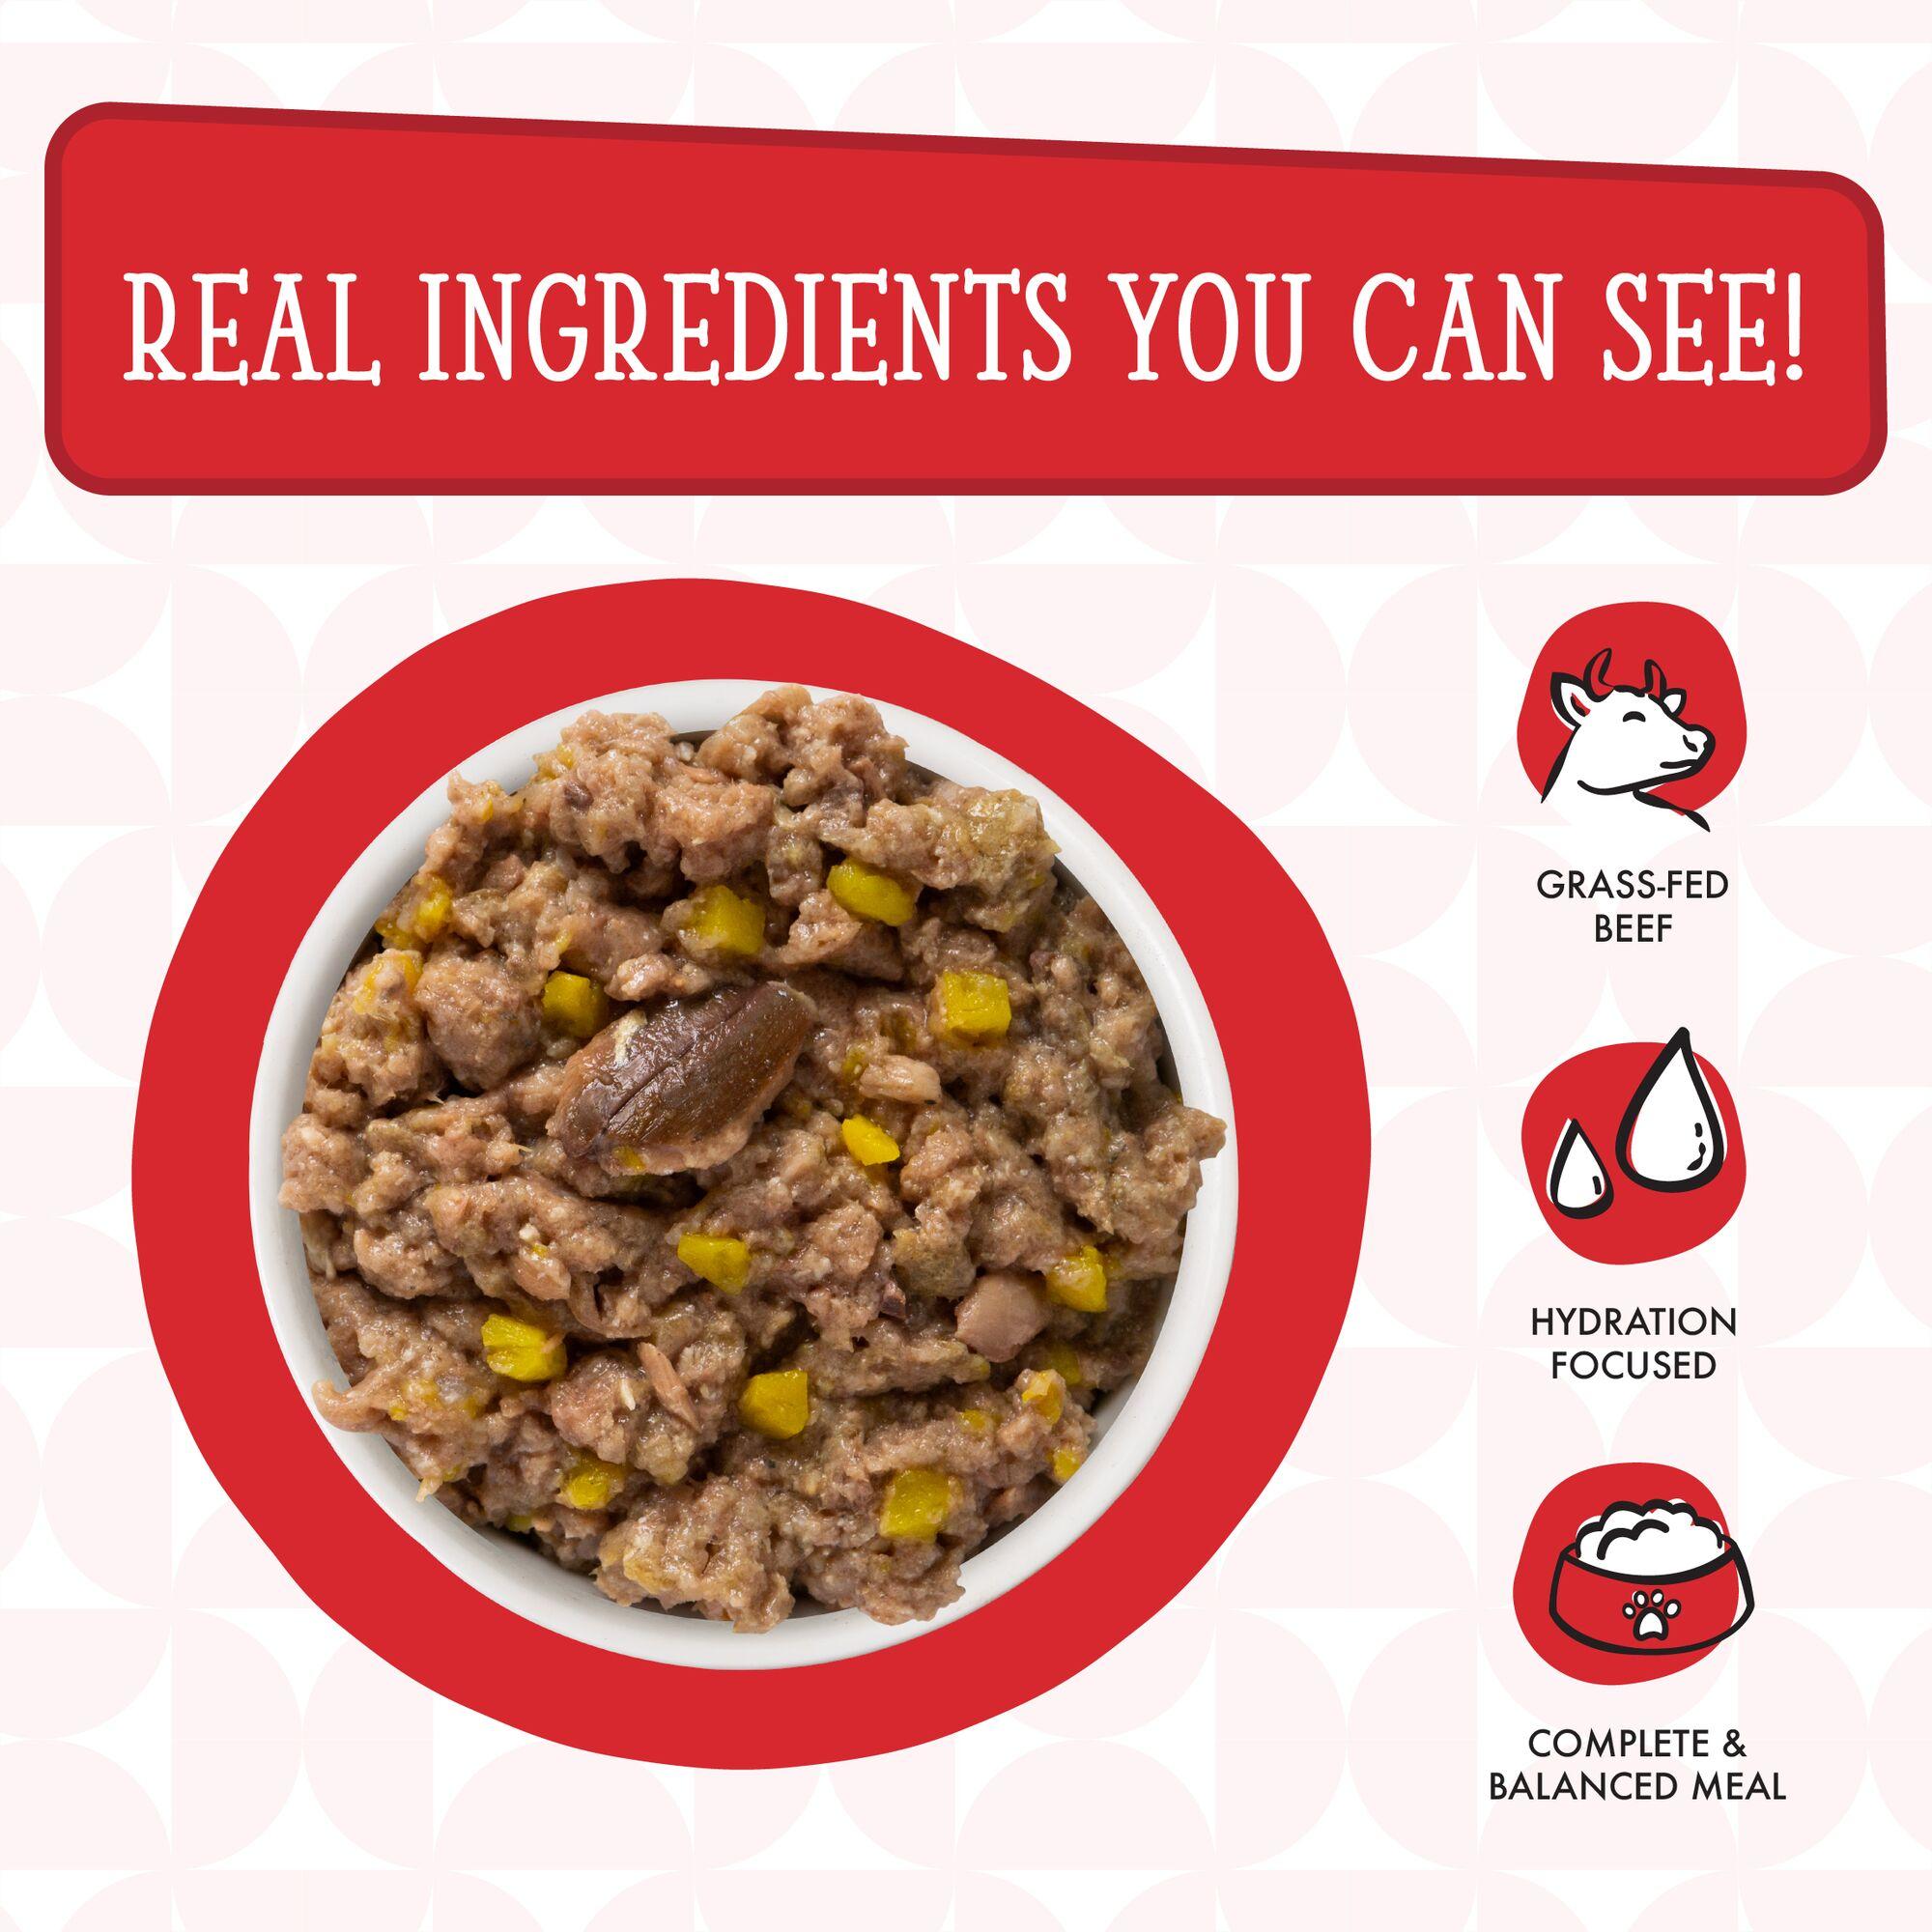 REAL INGREDIENTS YOU CAN SEE!
GRASS-FED
BEEF
HYDRATION
FOCUSED
COMPLETE &
BALANCED MEAL